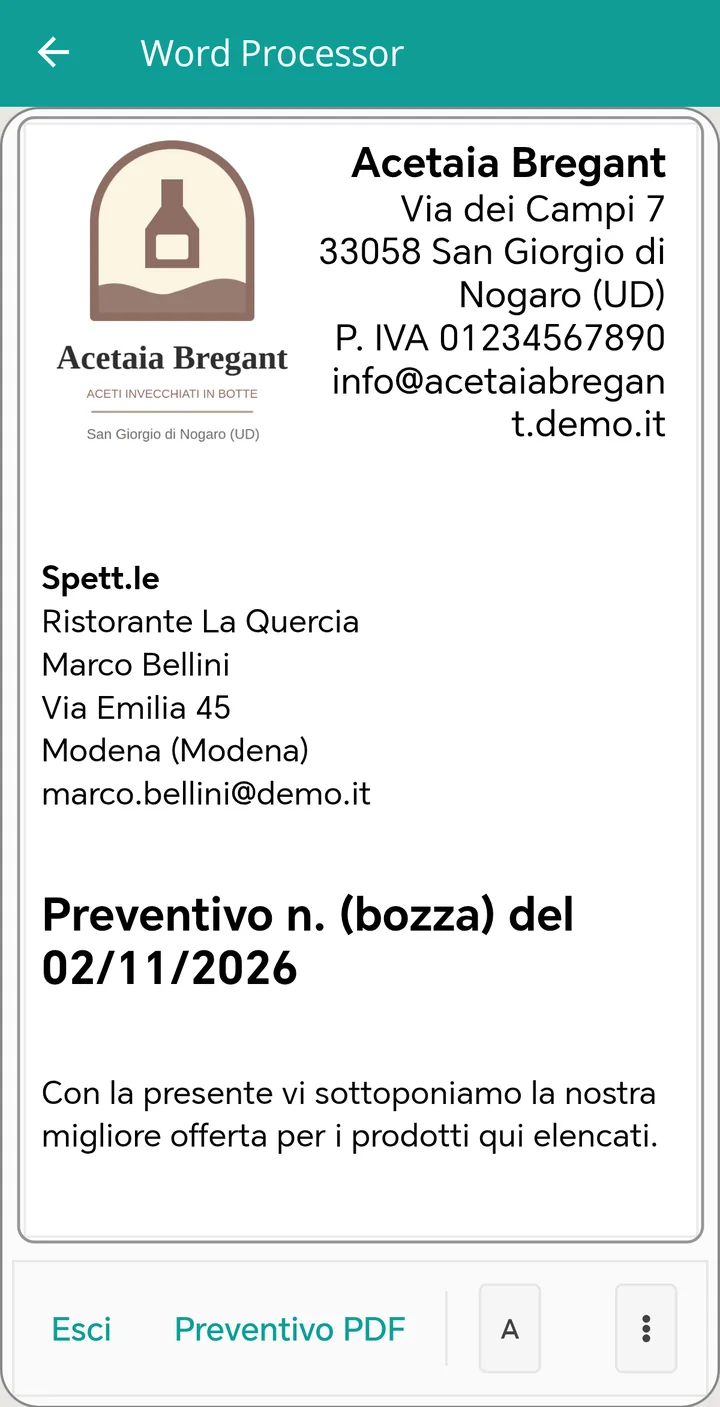 Word Processor
Acetaia Bregant
ACETI INVECCHIATI IN BOTTE
San Giorgio di Nogaro (UD)
Acetaia Bregant
Via dei Campi 7
33058 San Giorgio di
Nogaro (UD)
P. IVA 01234567890
info@acetaiabregan
t.demo.it
Spett.le
Ristorante La Quercia
Marco Bellini
Via Emilia 45
Modena (Modena)
marco.bellini@demo.it
Preventivo n. (bozza) del
02/11/2026
Con la presente vi sottoponiamo la nostra
migliore offerta per i prodotti qui elencati.
Esci Preventivo PDF A